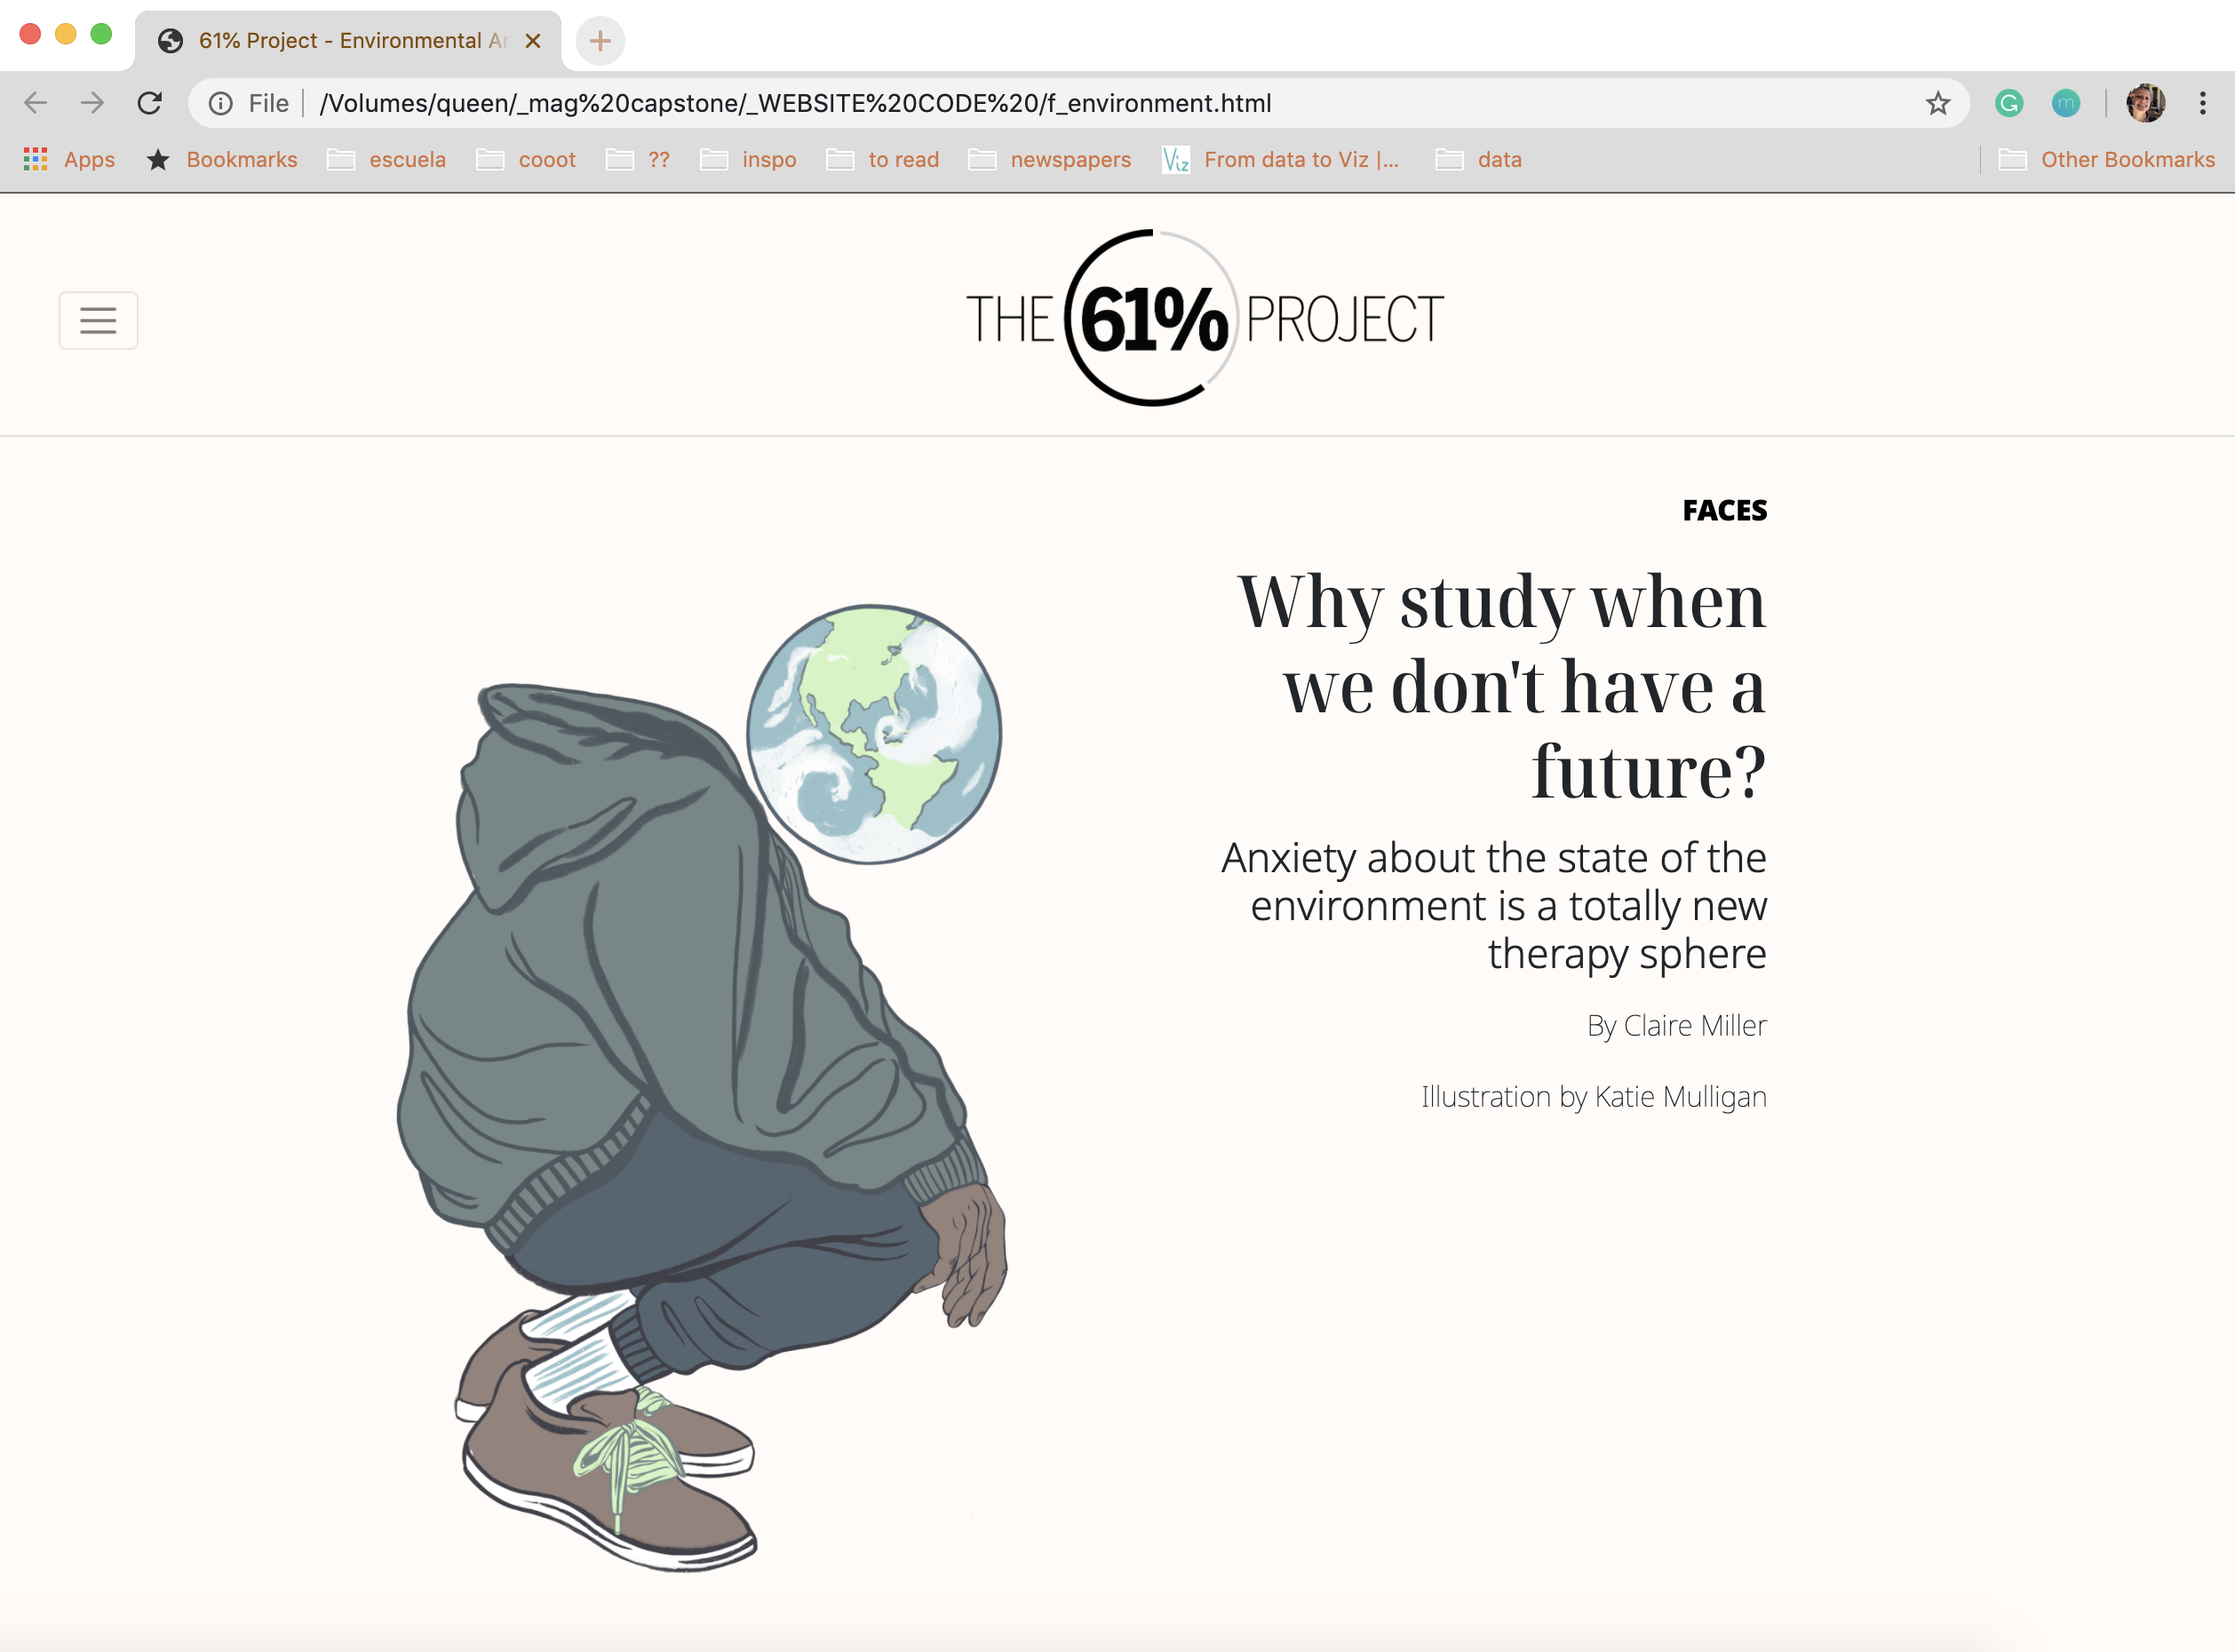 61% Project - Environmental A
File /Volumes/queen/_mag%20capstone/_WEBSITE%20CODE%20/f_environment.html
Apps Bookmarks escuela cooot ?? inspo to read newspapers Viz From data to Viz |... data Other Bookmarks
THE 61% PROJECT
FACES
Why study when
we don't have a
future?
Anxiety about the state of the
environment is a totally new
therapy sphere
By Claire Miller
Illustration by Katie Mulligan